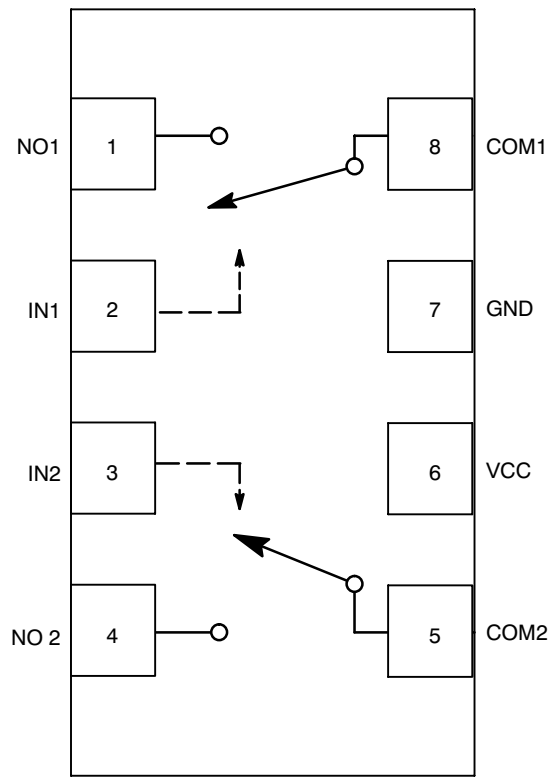 NO1 1 8 COM1
IN1 2 7 GND
IN2 3 6 VCC
NO 2 4 5 COM2